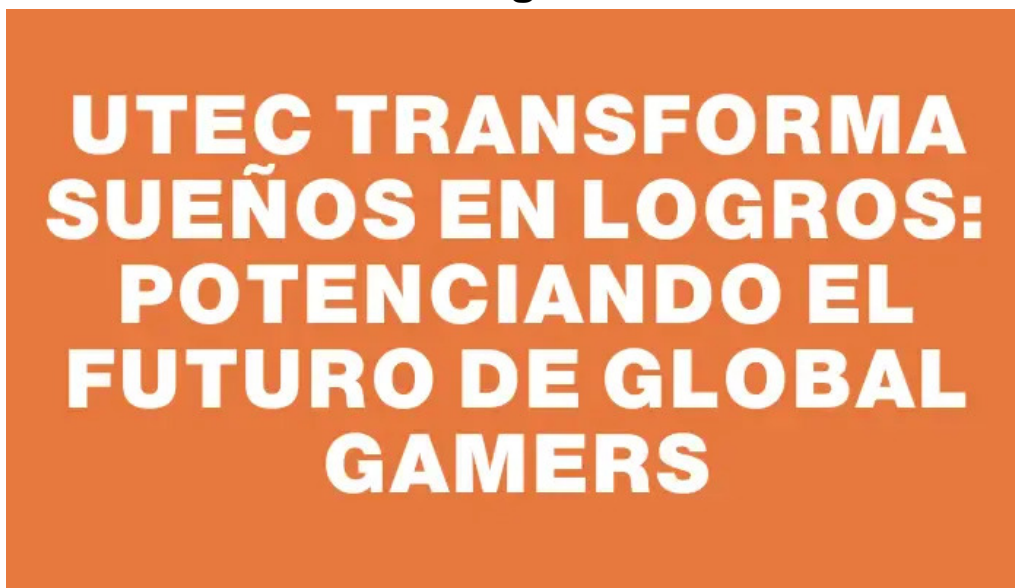 UTEC TRANSFORMA
SUEÑOS EN LOGROS:
POTENCIANDO EL
FUTURO DE GLOBAL
GAMERS